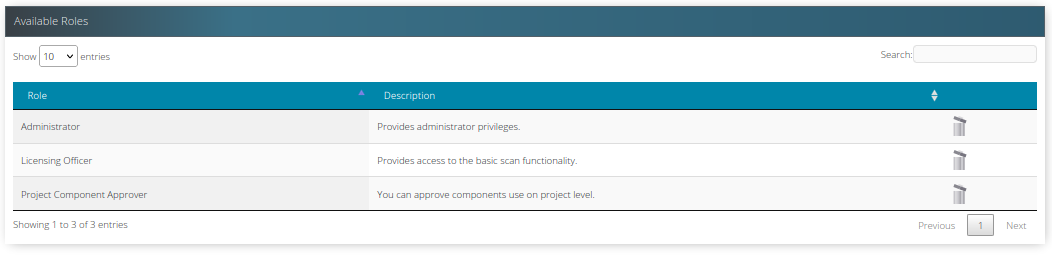 Available Roles
Show 10 entries Search:
Role Description
Administrator Provides administrator privileges.
Licensing Officer Provides access to the basic scan functionality.
Project Component Approver You can approve components use on project level.
Showing 1 to 3 of 3 entries Previous 1 Next